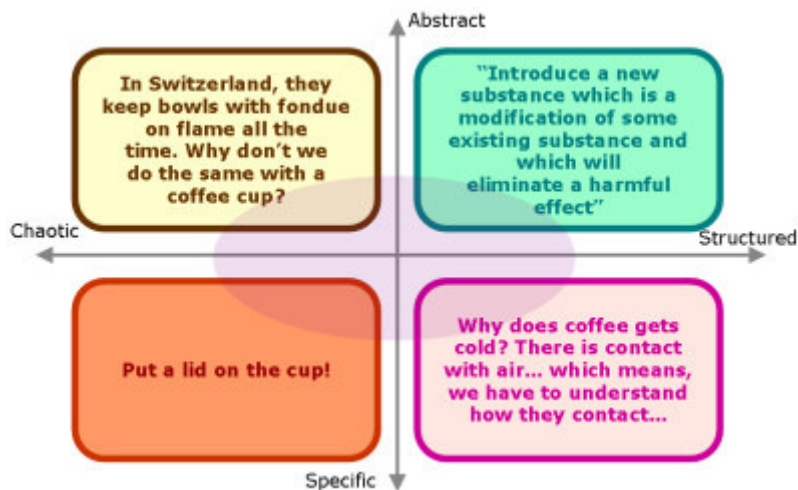 Abstract
In Switzerland, they
keep bowls with fondue
on flame all the
time. Why don't we
do the same with a
coffee cup?
“Introduce a new
substance which is a
modification of some
existing substance and
which will
eliminate a harmful
effect”
Chaotic
Structured
Put a lid on the cup!
Why does coffee gets
cold? There is contact
with air... which means,
we have to understand
how they contact...
Specific